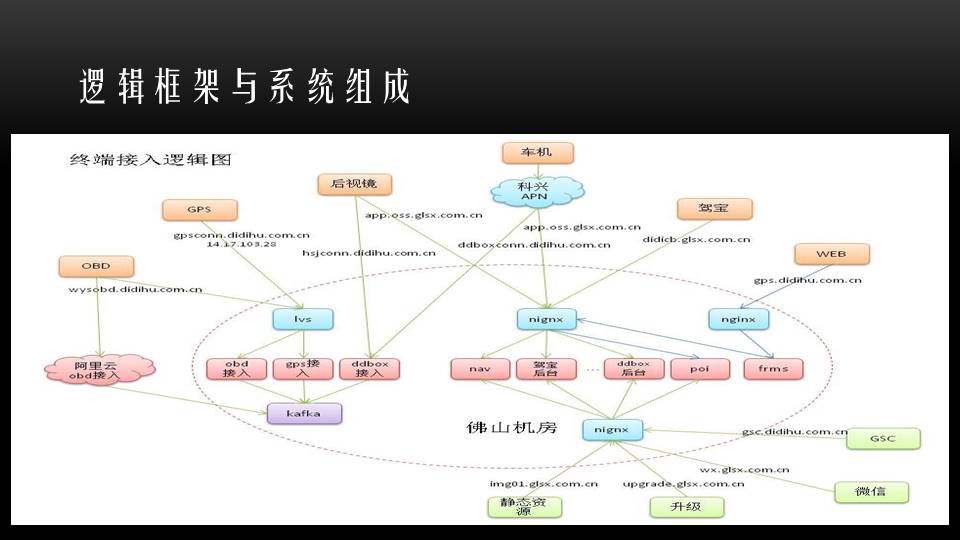 逻辑框架与系统组成
终端接入逻辑图
车机
后视镜
科兴
APN
GPS
驾宝
app.oss.glsx.com.cn
app.oss.glsx.com.cn
gpsconn.didihu.com.cn
14.17.103.28
ddboxconn.didihu.com.cn
didicb.glsx.com.cn
hsjconn.didihu.com.cn
WEB
OBD
gps.didihu.com.cn
wysobd.didihu.com.cn
lvs
nignx
nginx
阿里云
obd接入
obd
接入
gps接
入
ddbox
接入
nav
驾宝
后台
...
ddbox
后台
poi
frms
kafka
佛山机房
nignx
gsc.didihu.com.cn
GSC
wx.glsx.com.cn
img01.glsx.com.cn
upgrade.glsx.com.cn
微信
静态资
源
升级